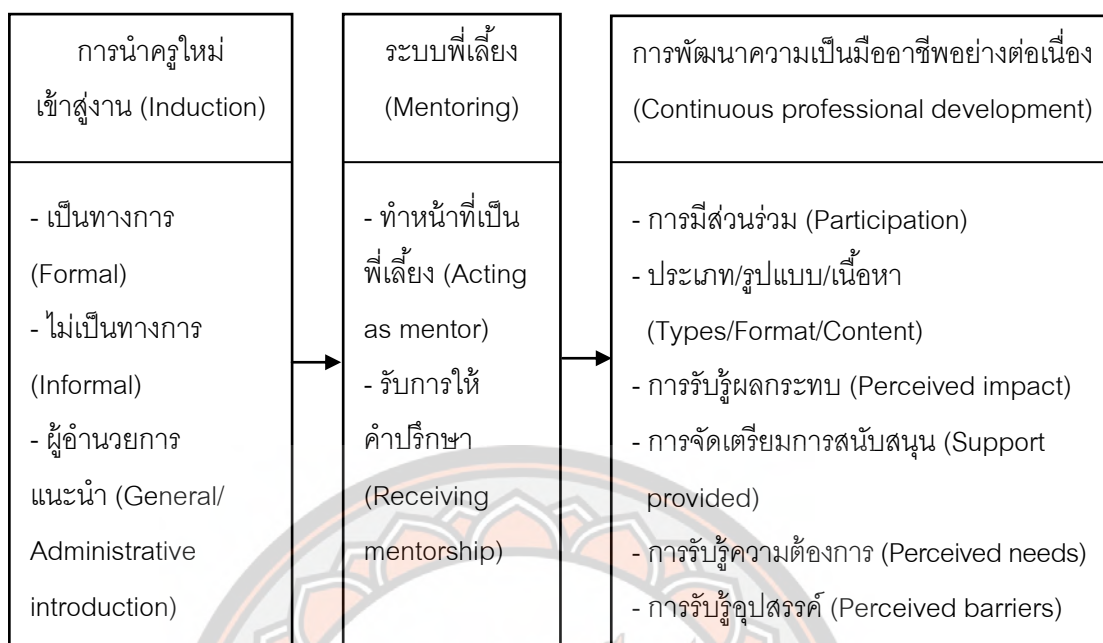 การนำครูใหม่
เข้าสู่งาน (Induction)
- เป็นทางการ
(Formal)
- ไม่เป็นทางการ
(Informal)
- ผู้อำนวยการ
แนะนำ (General/
Administrative
introduction)
ระบบพี่เลี้ยง
(Mentoring)
- ทำหน้าที่เป็น
พี่เลี้ยง (Acting
as mentor)
- รับการให้
คำปรึกษา
(Receiving
mentorship)
การพัฒนาความเป็นมืออาชีพอย่างต่อเนื่อง
(Continuous professional development)
- การมีส่วนร่วม (Participation)
- ประเภท/รูปแบบ/เนื้อหา
(Types/Format/Content)
- การรับรู้ผลกระทบ (Perceived impact)
- การจัดเตรียมการสนับสนุน (Support
provided)
- การรับรู้ความต้องการ (Perceived needs)
- การรับรู้อุปสรรค์ (Perceived barriers)